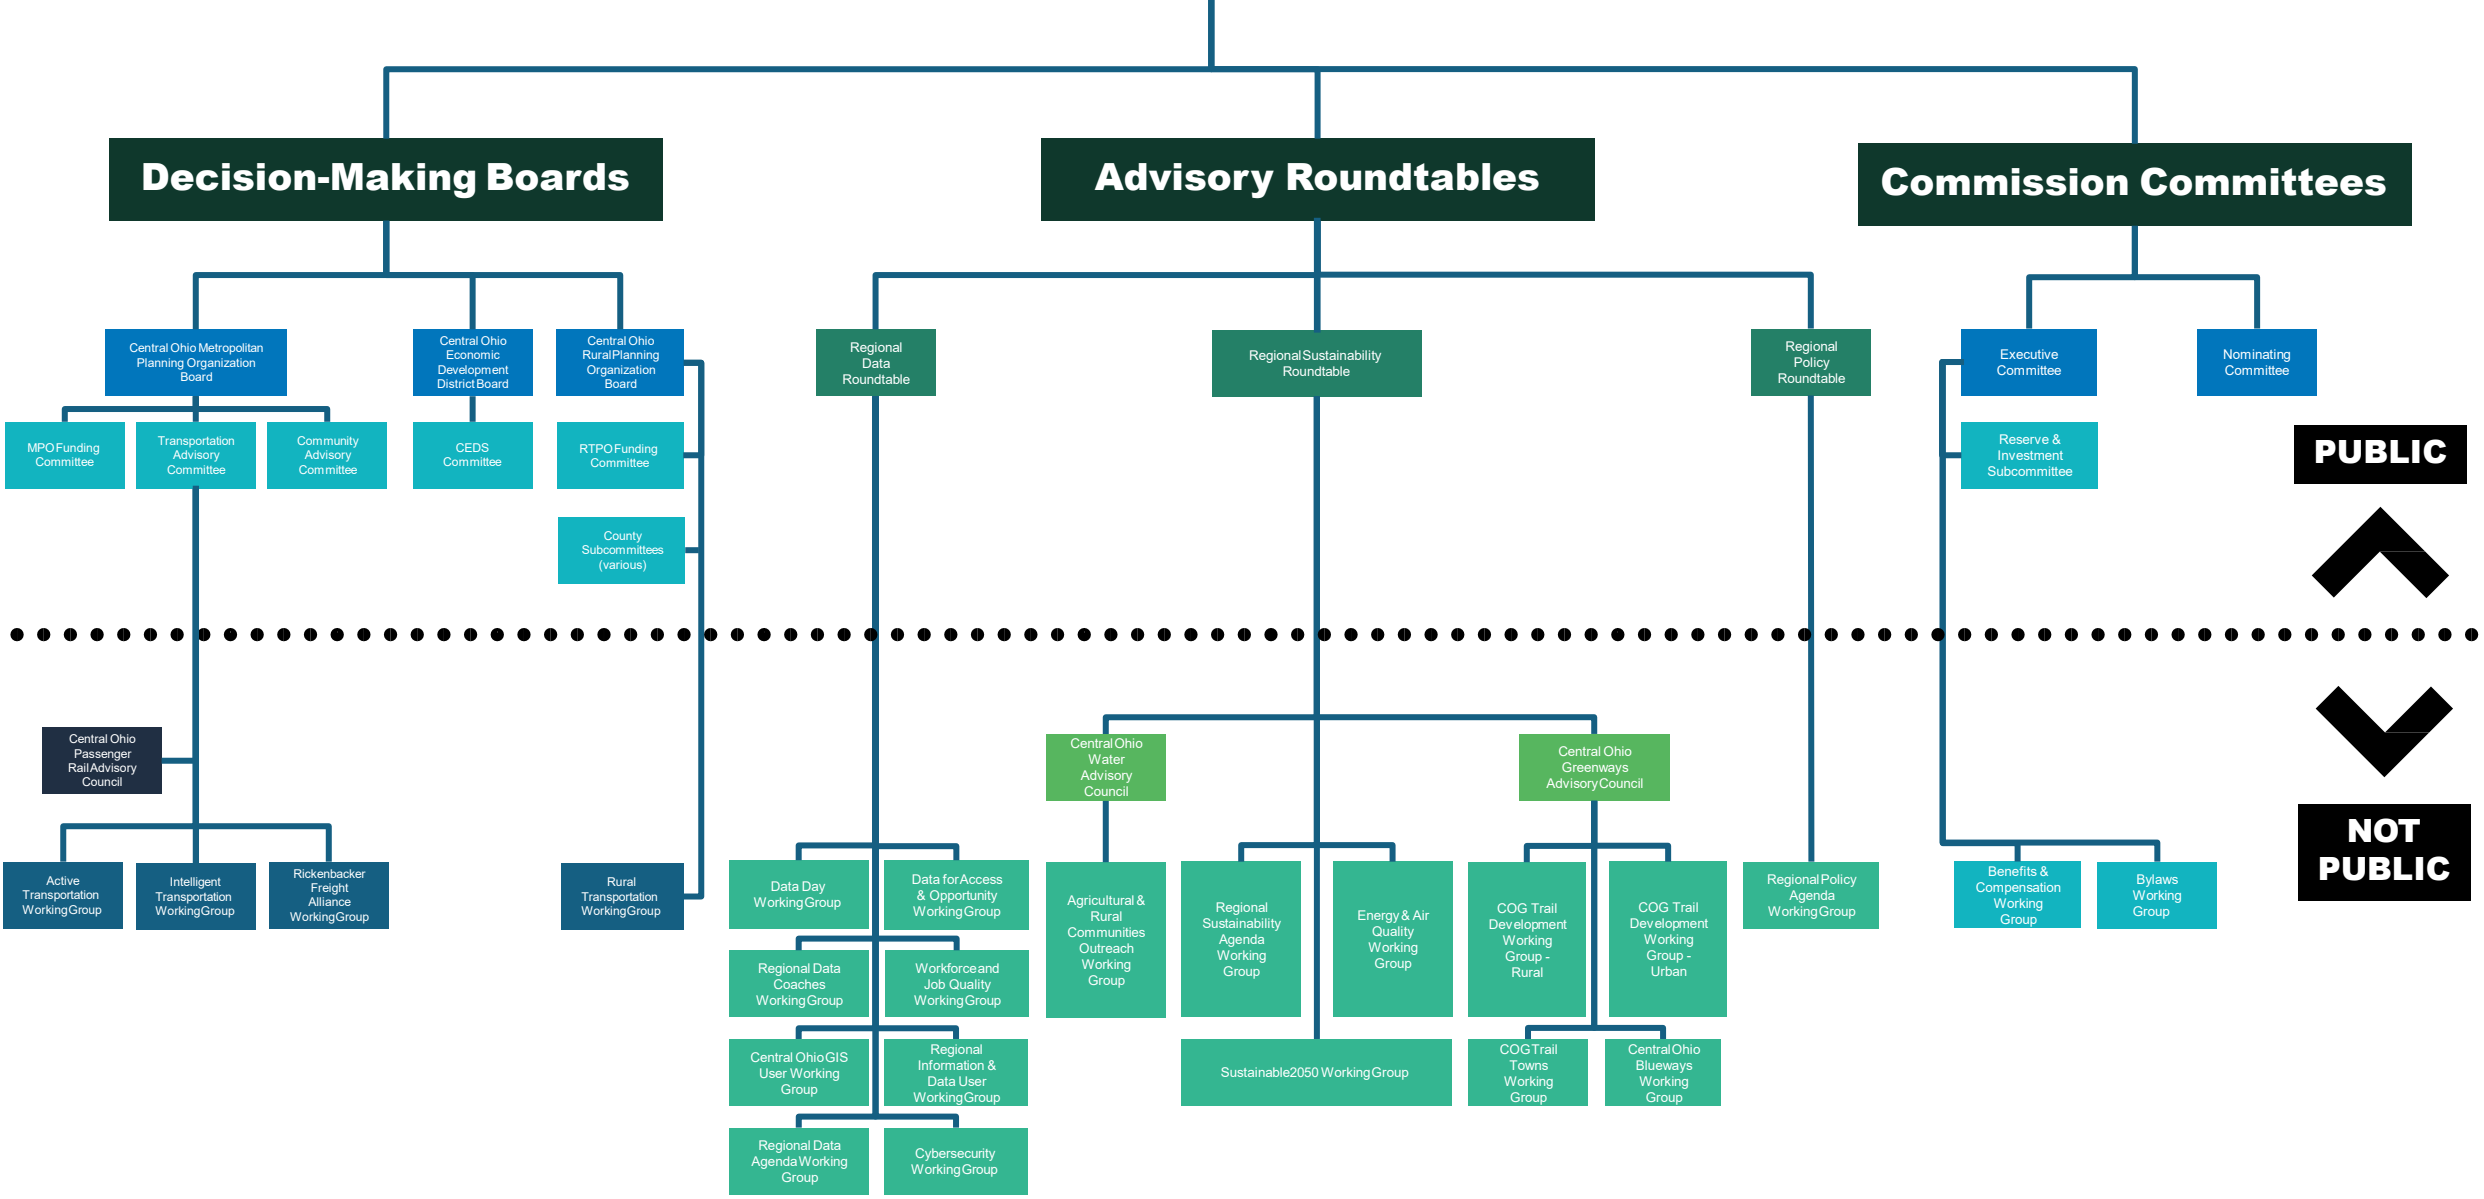 Decision-Making Boards
Advisory Roundtables
Commission Committees
Central Ohio Metropolitan
Planning Organization
Board
Central Ohio
Economic
Development
District Board
Central Ohio
Rural Planning
Organization
Board
Regional
Data
Roundtable
Regional Sustainability
Roundtable
Regional
Policy
Roundtable
Executive
Committee
Nominating
Committee
MPO Funding
Committee
Transportation
Advisory
Committee
Community
Advisory
Committee
CEDS
Committee
RTPO Funding
Committee
Reserve &
Investment
Subcommittee
PUBLIC
County
Subcommittees
(various)
Central Ohio
Passenger
Rail Advisory
Council
Central Ohio
Water
Advisory
Council
Central Ohio
Greenways
Advisory Council
NOT
PUBLIC
Active
Transportation
Working Group
Intelligent
Transportation
Working Group
Rickenbacker
Freight
Alliance
Working Group
Rural
Transportation
Working Group
Data Day
Working Group
Data for Access
& Opportunity
Working Group
Agricultural &
Rural
Communities
Outreach
Working
Group
Regional
Sustainability
Agenda
Working
Group
Energy & Air
Quality
Working
Group
COG Trail
Development
Working
Group -
Rural
COG Trail
Development
Working
Group -
Urban
Regional Policy
Agenda
Working Group
Benefits &
Compensation
Working
Group
Bylaws
Working
Group
Regional Data
Coaches
Working Group
Workforce and
Job Quality
Working Group
Central Ohio GIS
User Working
Group
Regional
Information &
Data User
Working Group
Sustainable2050 Working Group
COG Trail
Towns
Working
Group
Central Ohio
Blueways
Working
Group
Regional Data
Agenda Working
Group
Cybersecurity
Working Group